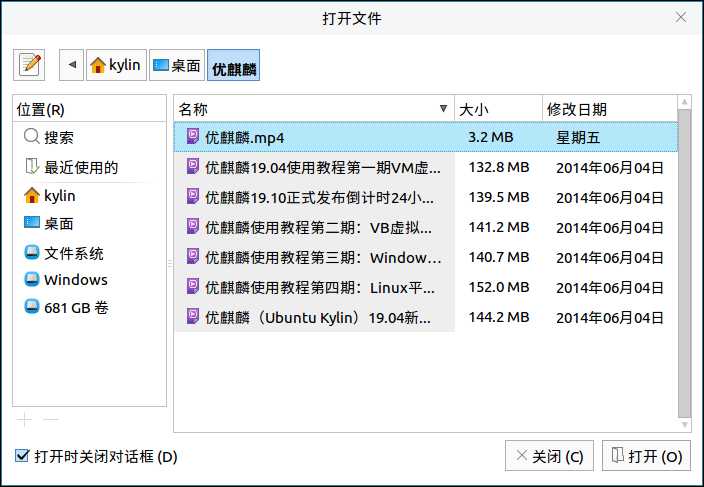 打开文件
kylin 桌面 优麒麟
位置(R)
搜索
最近使用的
kylin
桌面
文件系统
Windows
681 GB 卷
名称 大小 修改日期
优麒麟.mp4 3.2 MB 星期五
优麒麟19.04使用教程第一期VM虚... 132.8 MB 2014年06月04日
优麒麟19.10正式发布倒计时24小... 139.5 MB 2014年06月04日
优麒麟使用教程第二期：VB虚拟... 141.2 MB 2014年06月04日
优麒麟使用教程第三期：Window... 140.7 MB 2014年06月04日
优麒麟使用教程第四期：Linux平... 152.0 MB 2014年06月04日
优麒麟（Ubuntu Kylin）19.04新... 144.2 MB 2014年06月04日
打开时关闭对话框 (D)
关闭 (C) 打开 (O)